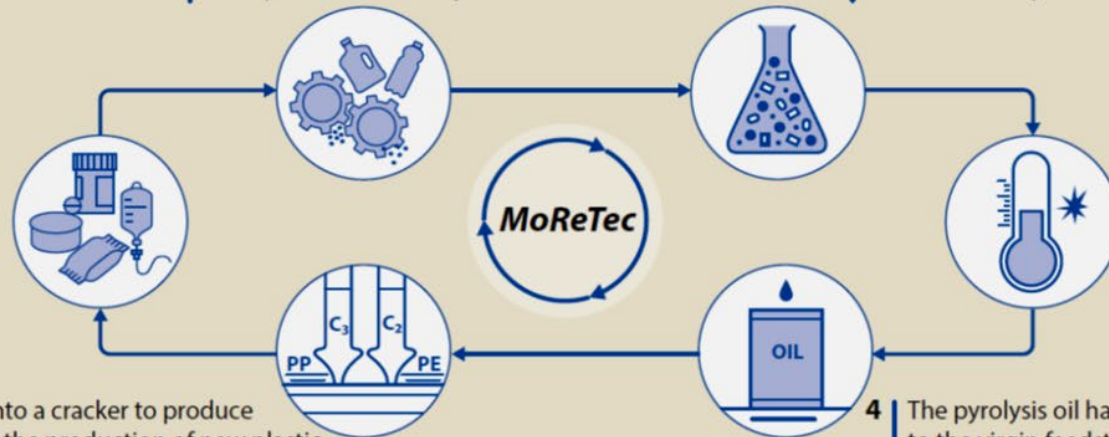 MoReTec
C3
C2
PP
PE
OIL
nto a cracker to produce
4
The pyrolysis oil ha